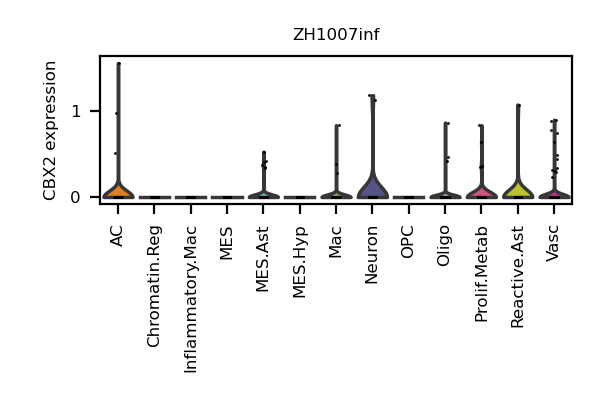 ZH1007inf
CBX2 expression
1
0
AC
Chromatin.Reg
Inflammatory.Mac
MES
MES.Ast
MES.Hyp
Mac
Neuron
OPC
Oligo
Prolif.Metab
Reactive.Ast
Vasc